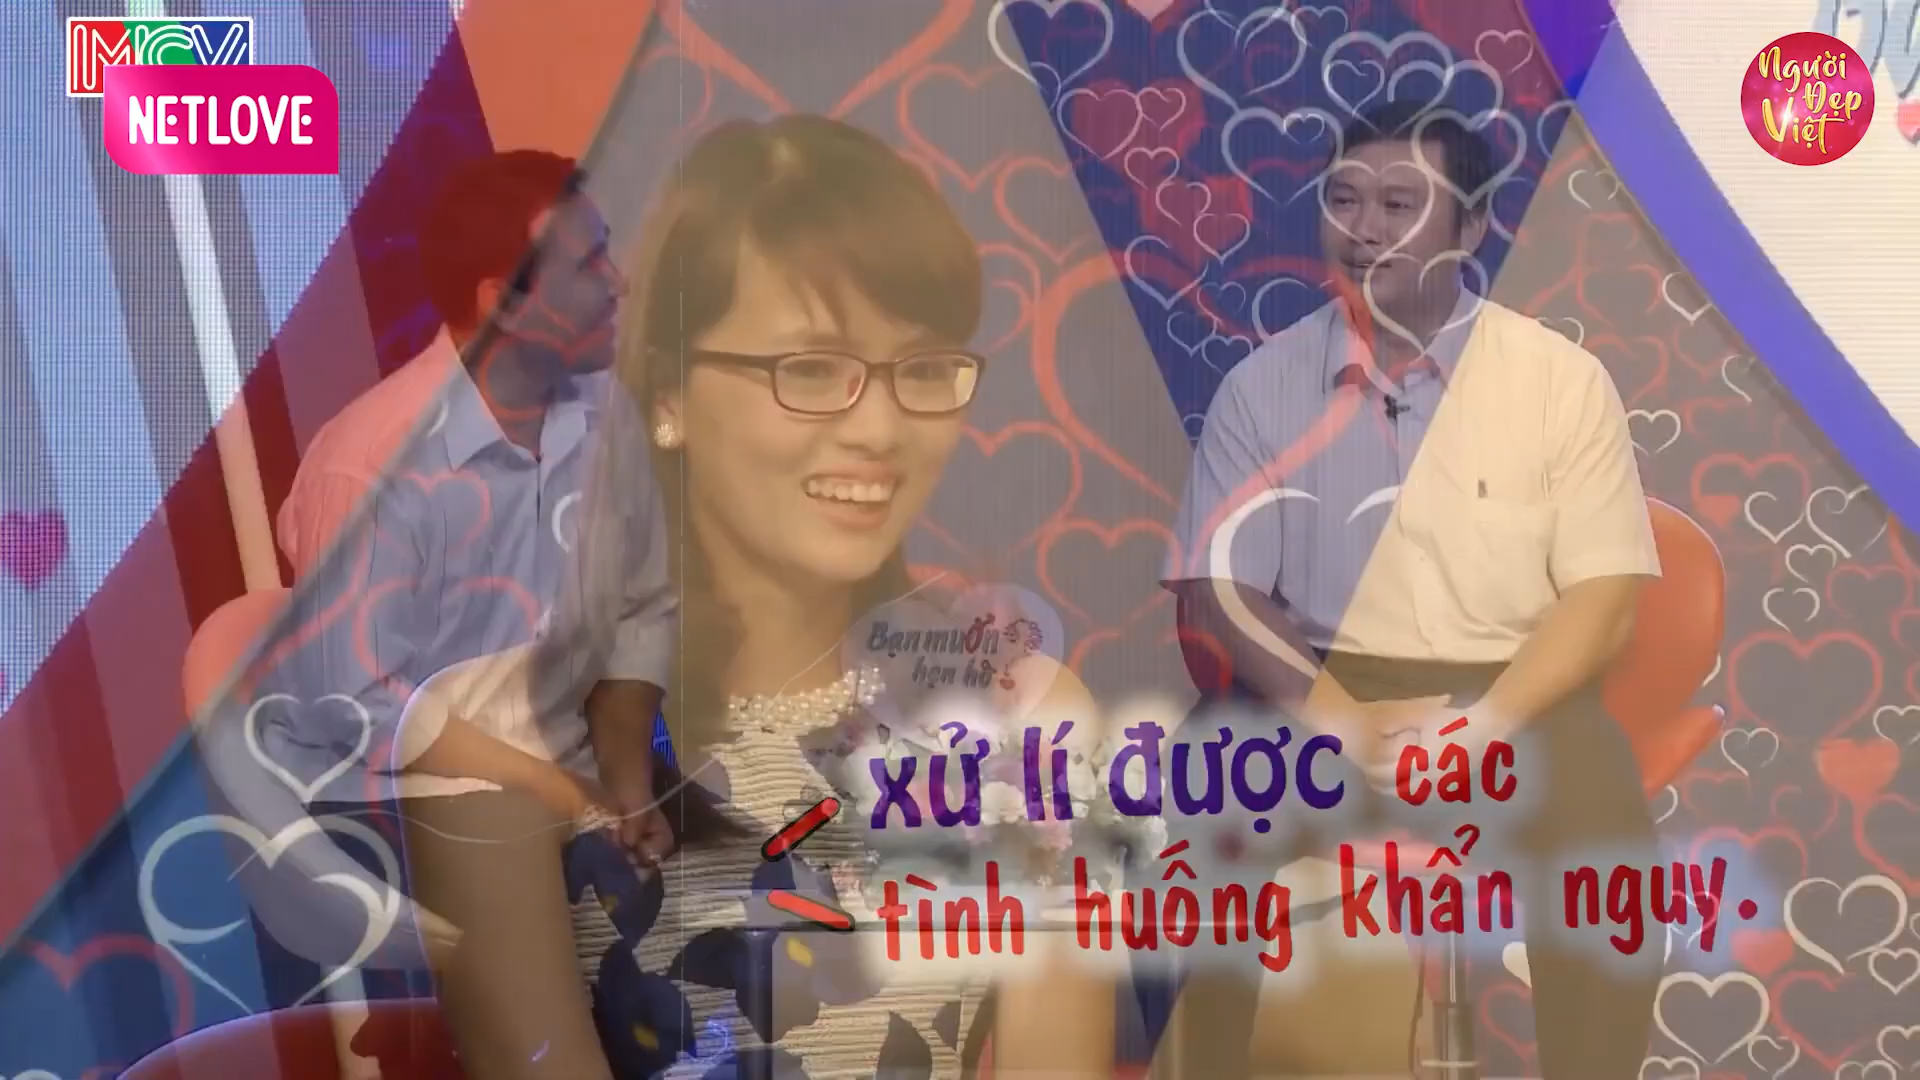 MCV
NETLOVE
Người
Đẹp
Việt
Bạn muốn
hẹn hò
xử lí được các
tình huống khẩn nguy.